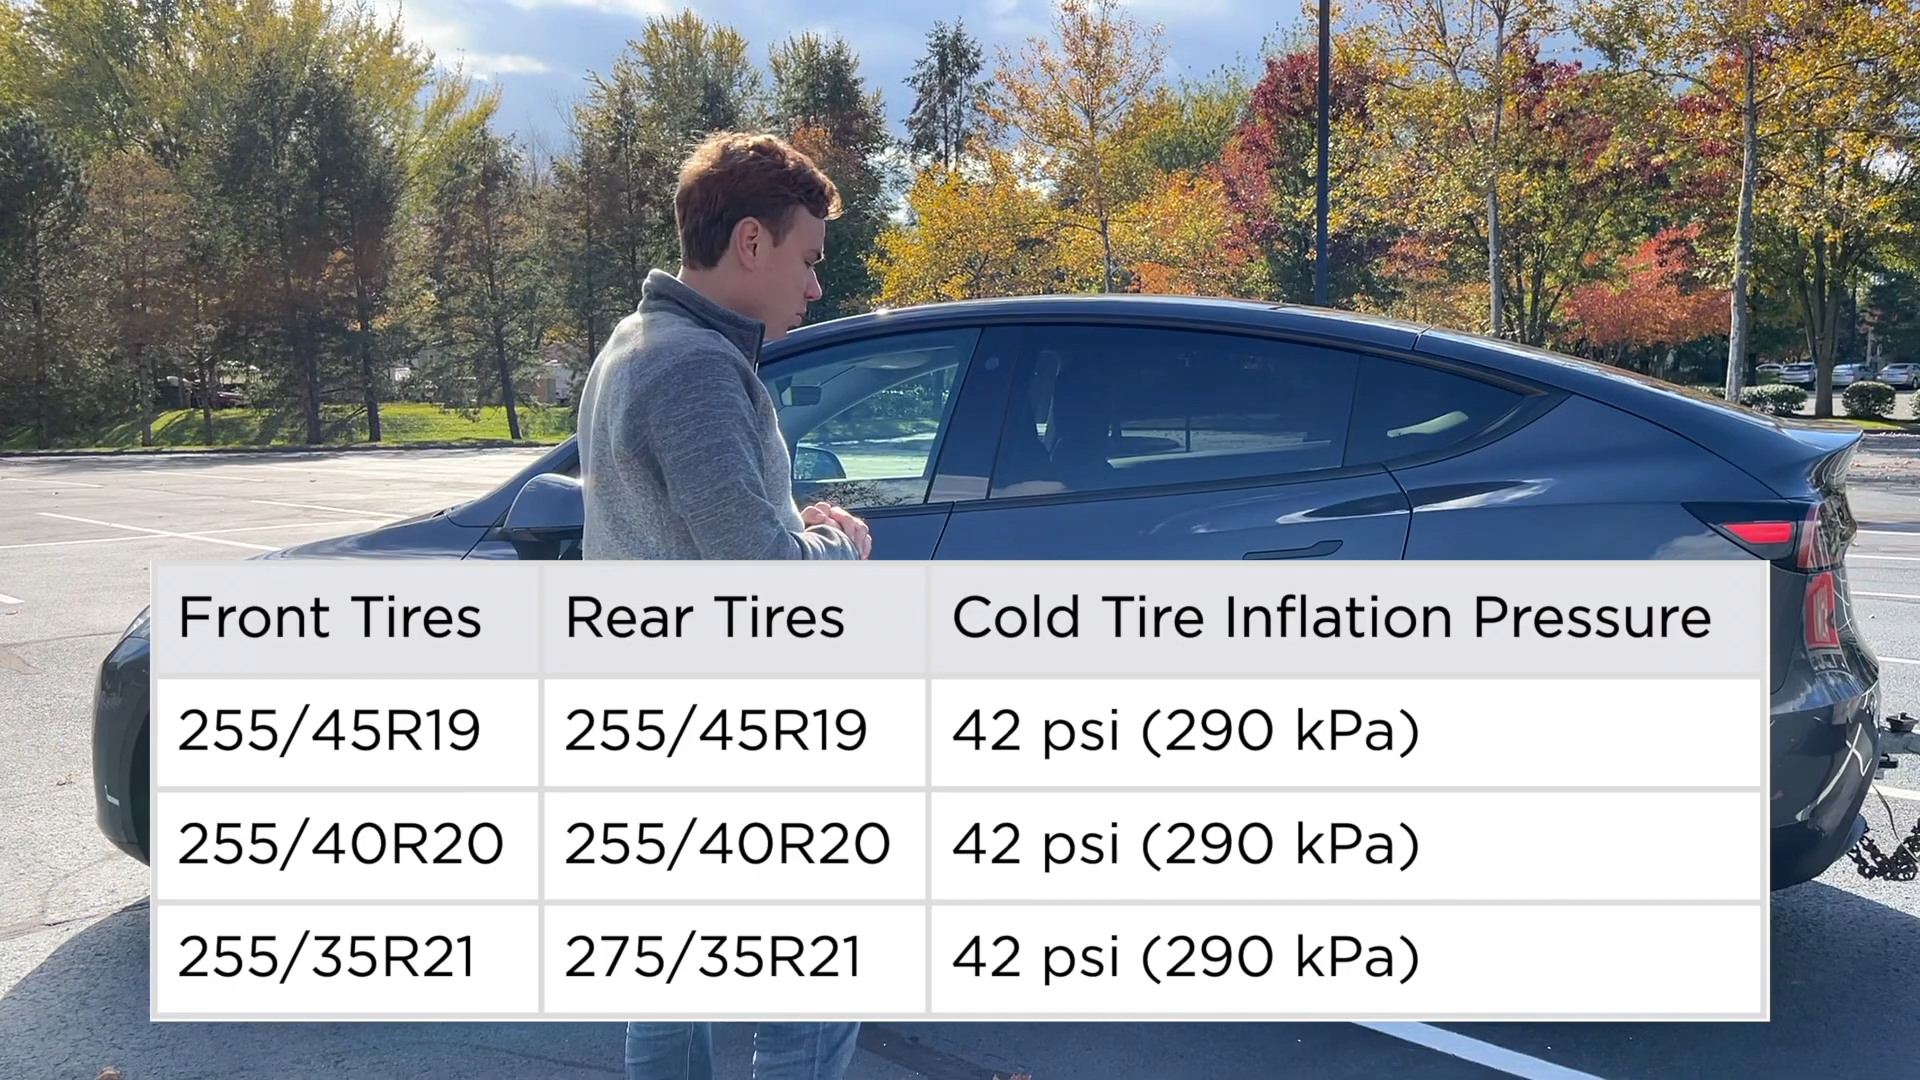 Front Tires Rear Tires Cold Tire Inflation Pressure
255/45R19 255/45R19 42 psi (290 kPa)
255/40R20 255/40R20 42 psi (290 kPa)
255/35R21 275/35R21 42 psi (290 kPa)